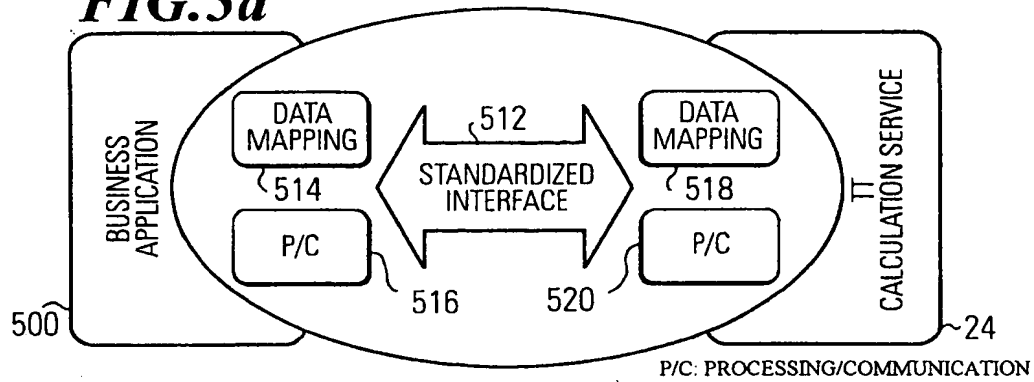 FIG. 5a
BUSINESS
APPLICATION
500
DATA
MAPPING
514
P/C
516
512
STANDARDIZED
INTERFACE
DATA
MAPPING
518
P/C
520
TT
CALCULATION SERVICE
24
P/C: PROCESSING/COMMUNICATION